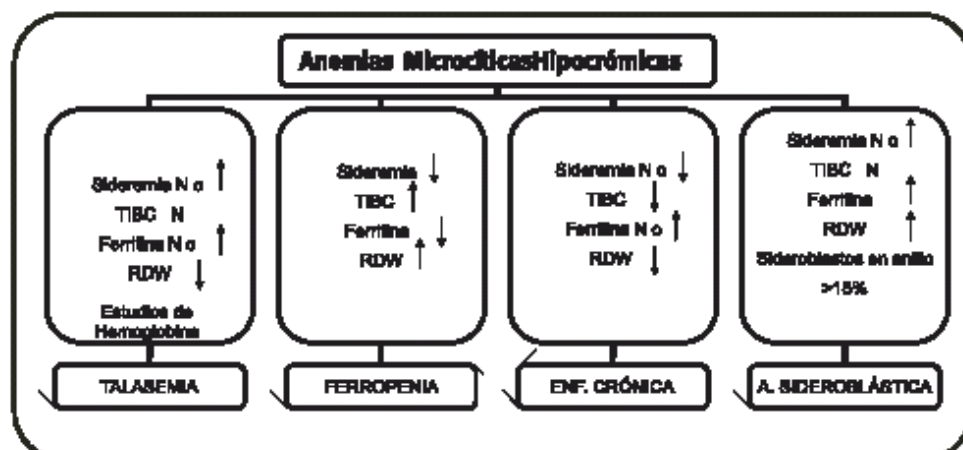 Anemias MicrocíticasHipocrómicas
Sideremia N o ↑
TIBC N
Ferritina N o ↑
RDW ↓
Estudios de
Hemoglobina
TALASEMIA
Sideremia ↓
TIBC ↑
Ferritina ↓
RDW ↑
FERROPENIA
Sideremia N o ↓
TIBC ↓
Ferritina N o ↑
RDW ↓
ENF. CRÓNICA
Sideremia N o ↑
TIBC N
Ferritina ↑
RDW ↑
Sideroblastos en anillo
>15%
A. SIDEROBLÁSTICA